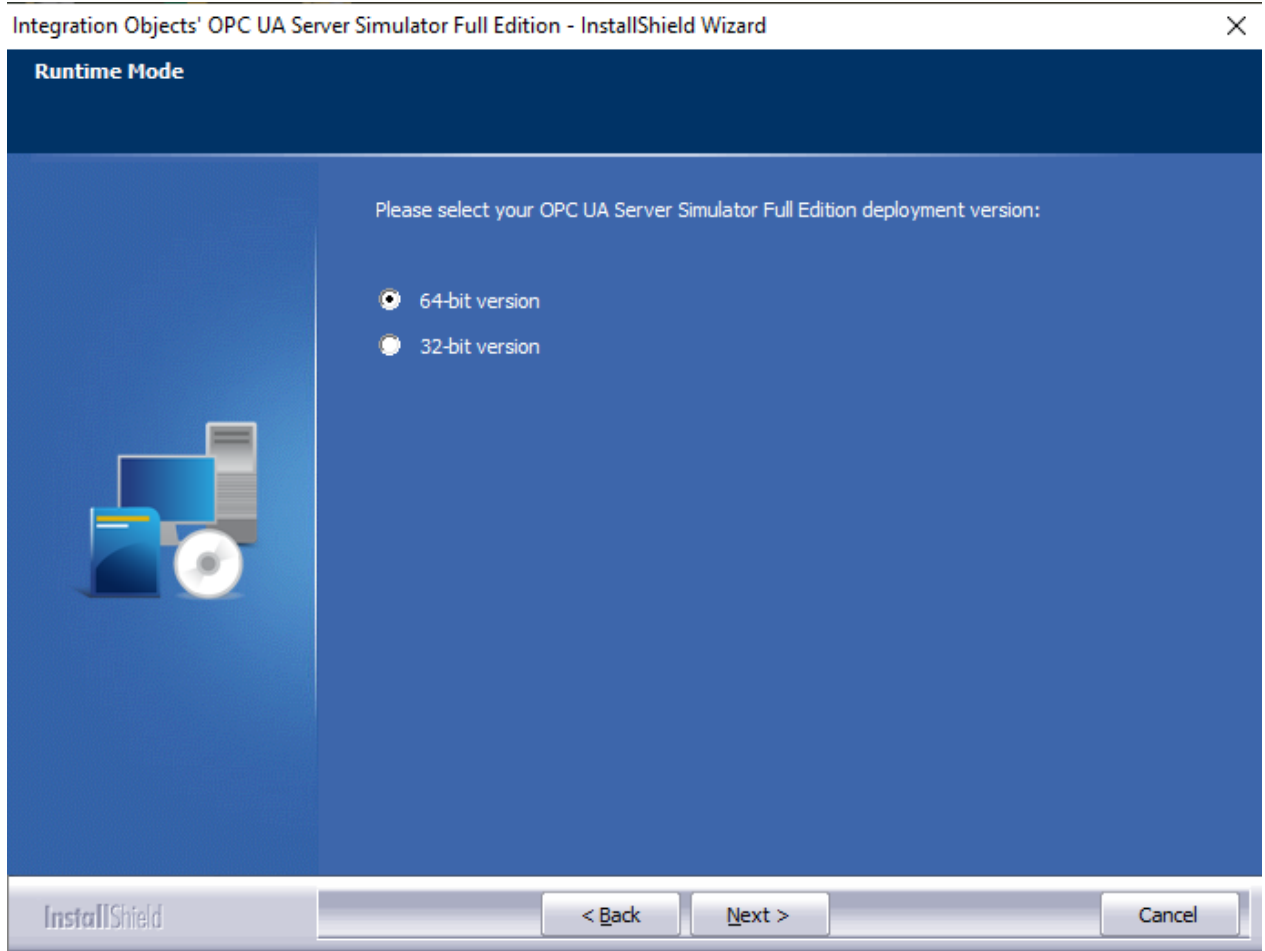 Integration Objects' OPC UA Server Simulator Full Edition - InstallShield Wizard
Runtime Mode
Please select your OPC UA Server Simulator Full Edition deployment version:
64-bit version
32-bit version
InstallShield
< Back
Next >
Cancel